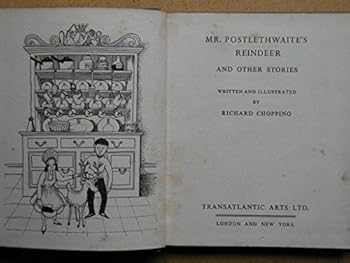 MR. POSTLETHWAITE'S
REINDEER
AND OTHER STORIES
WRITTEN AND ILLUSTRATED
BY
RICHARD CHOPPING
TRANSATLANTIC ARTS LTD.
LONDON AND NEW YORK